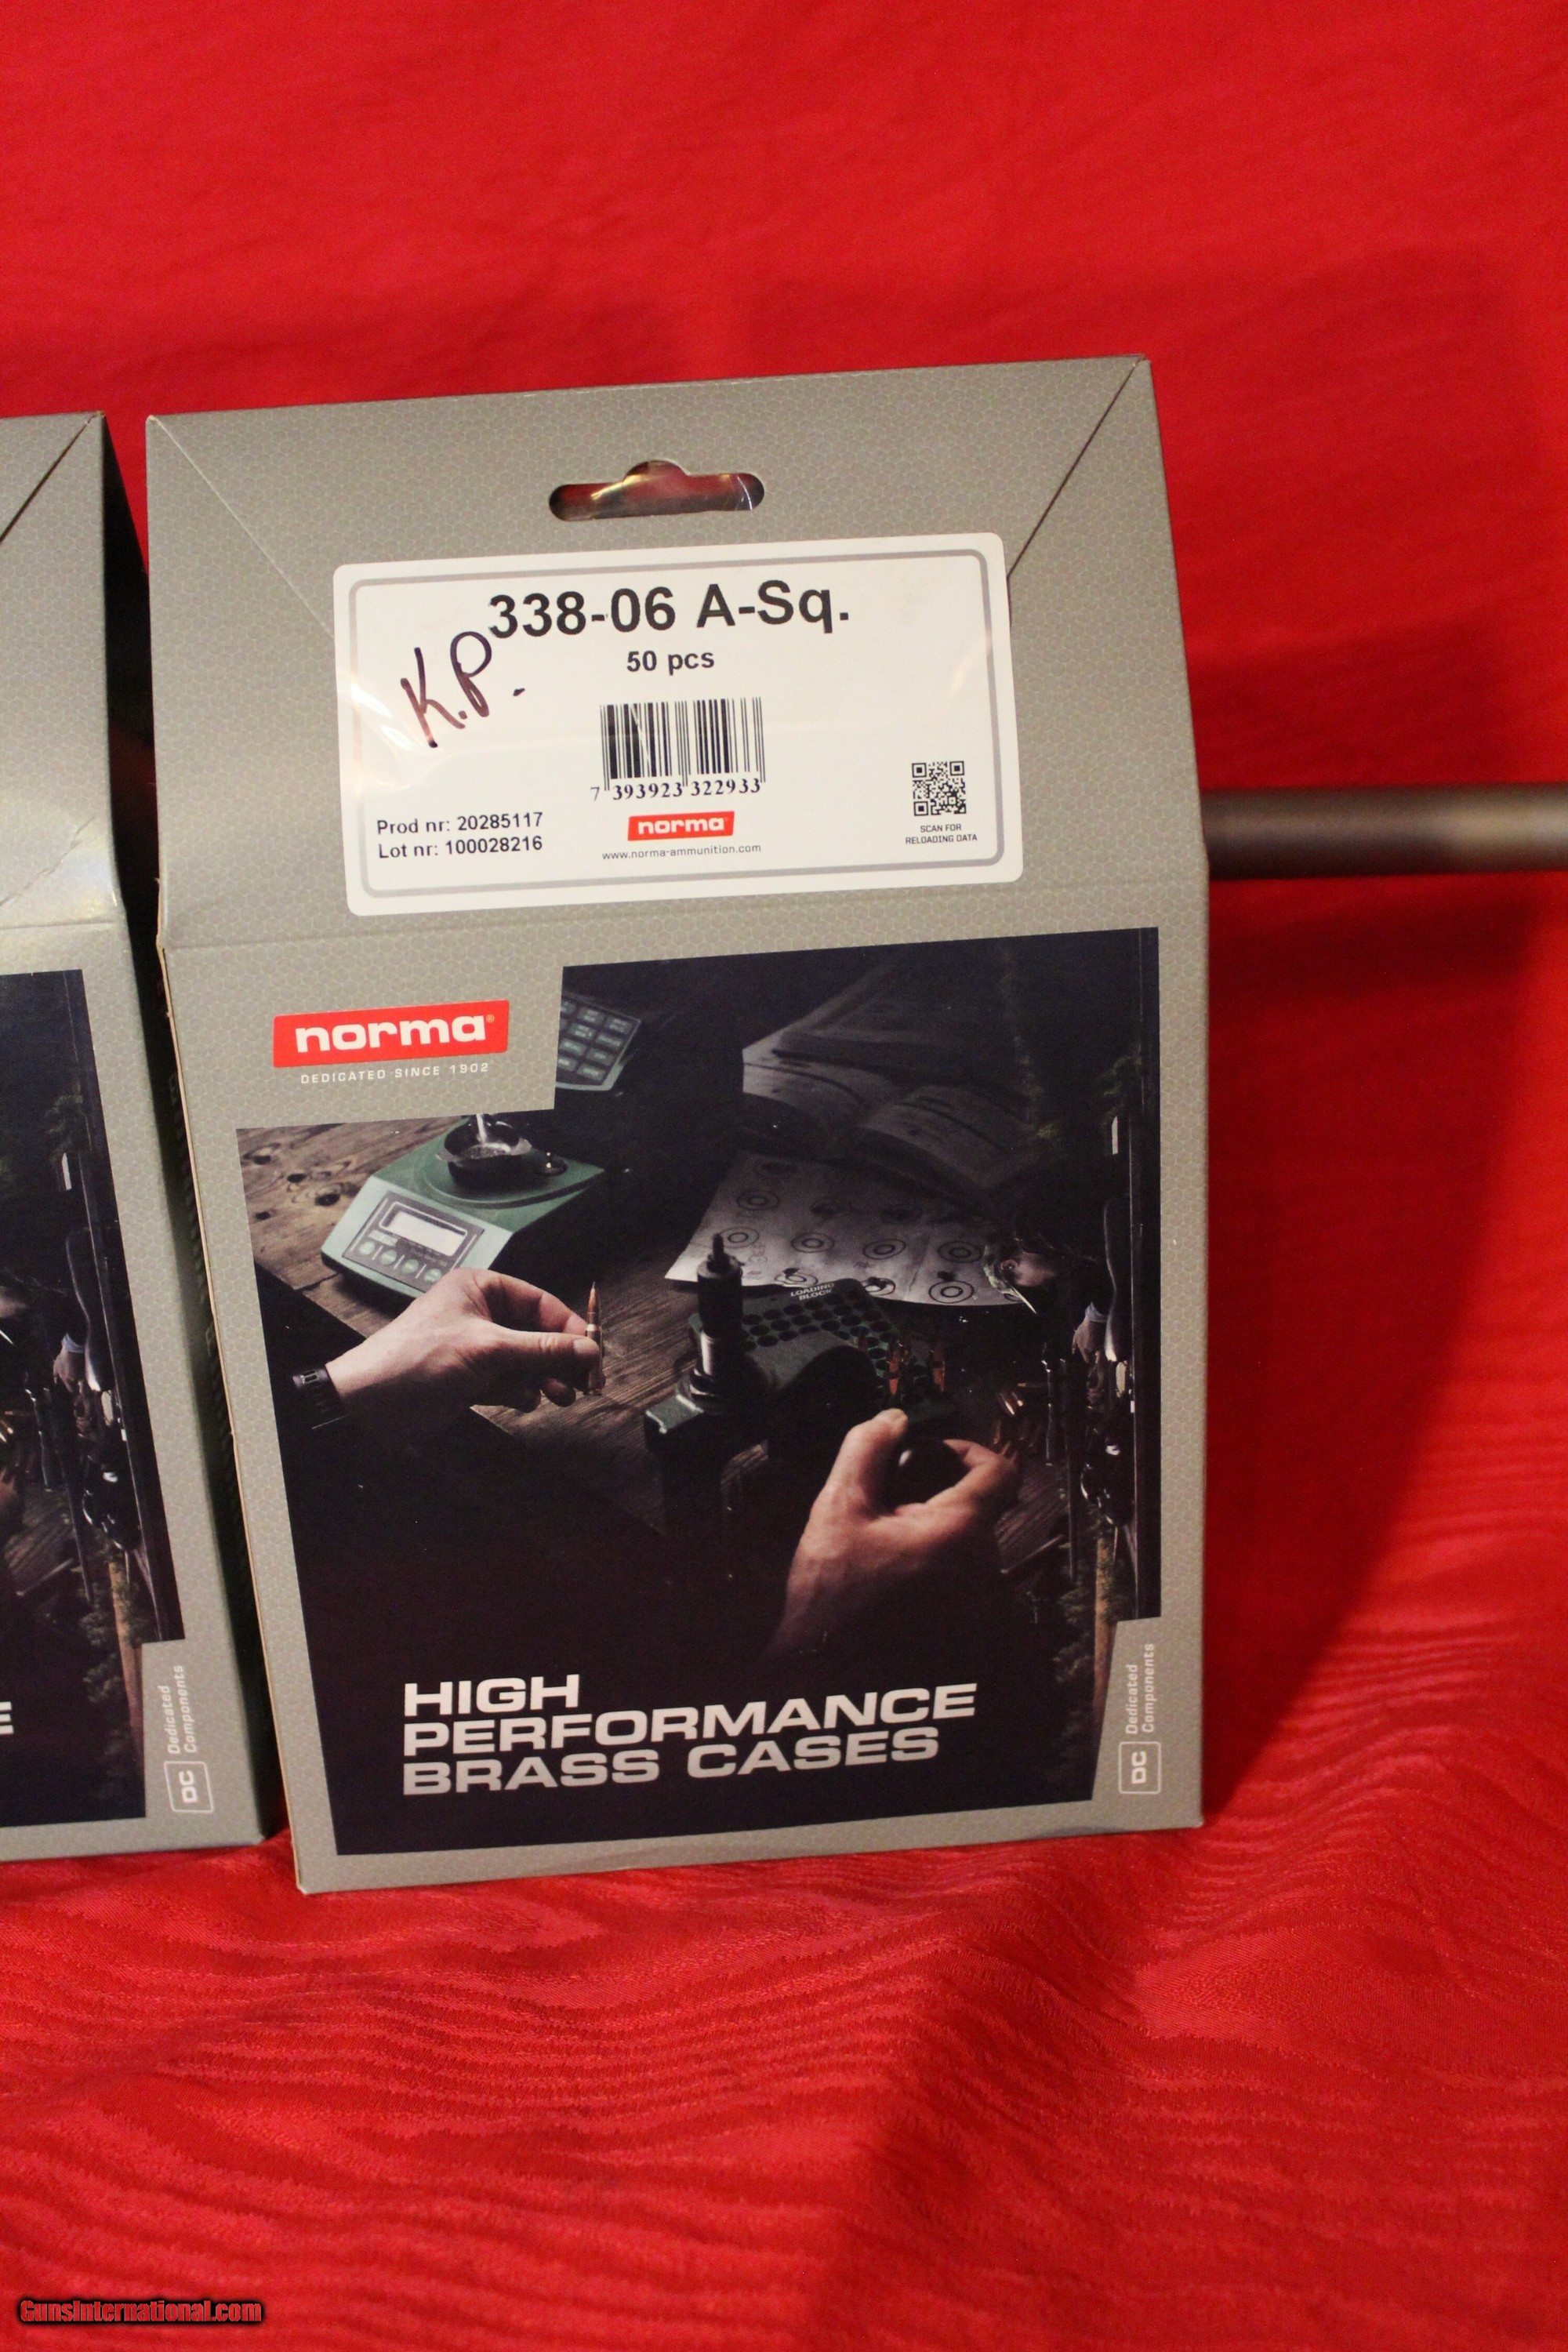 338-06 A-Sq.
K.P.
50 pcs
7 393923 322933
Prod nr: 20285117
Lot nr: 100028216
norma
www.norma-ammunition.com
SCAN FOR
RELOADING DATA
norma®
DEDICATED SINCE 1902
LOADING
BLOCK
HIGH
PERFORMANCE
BRASS CASES
DC Dedicated
Components
E
DC Dedicated
Components
GunsInternational.com